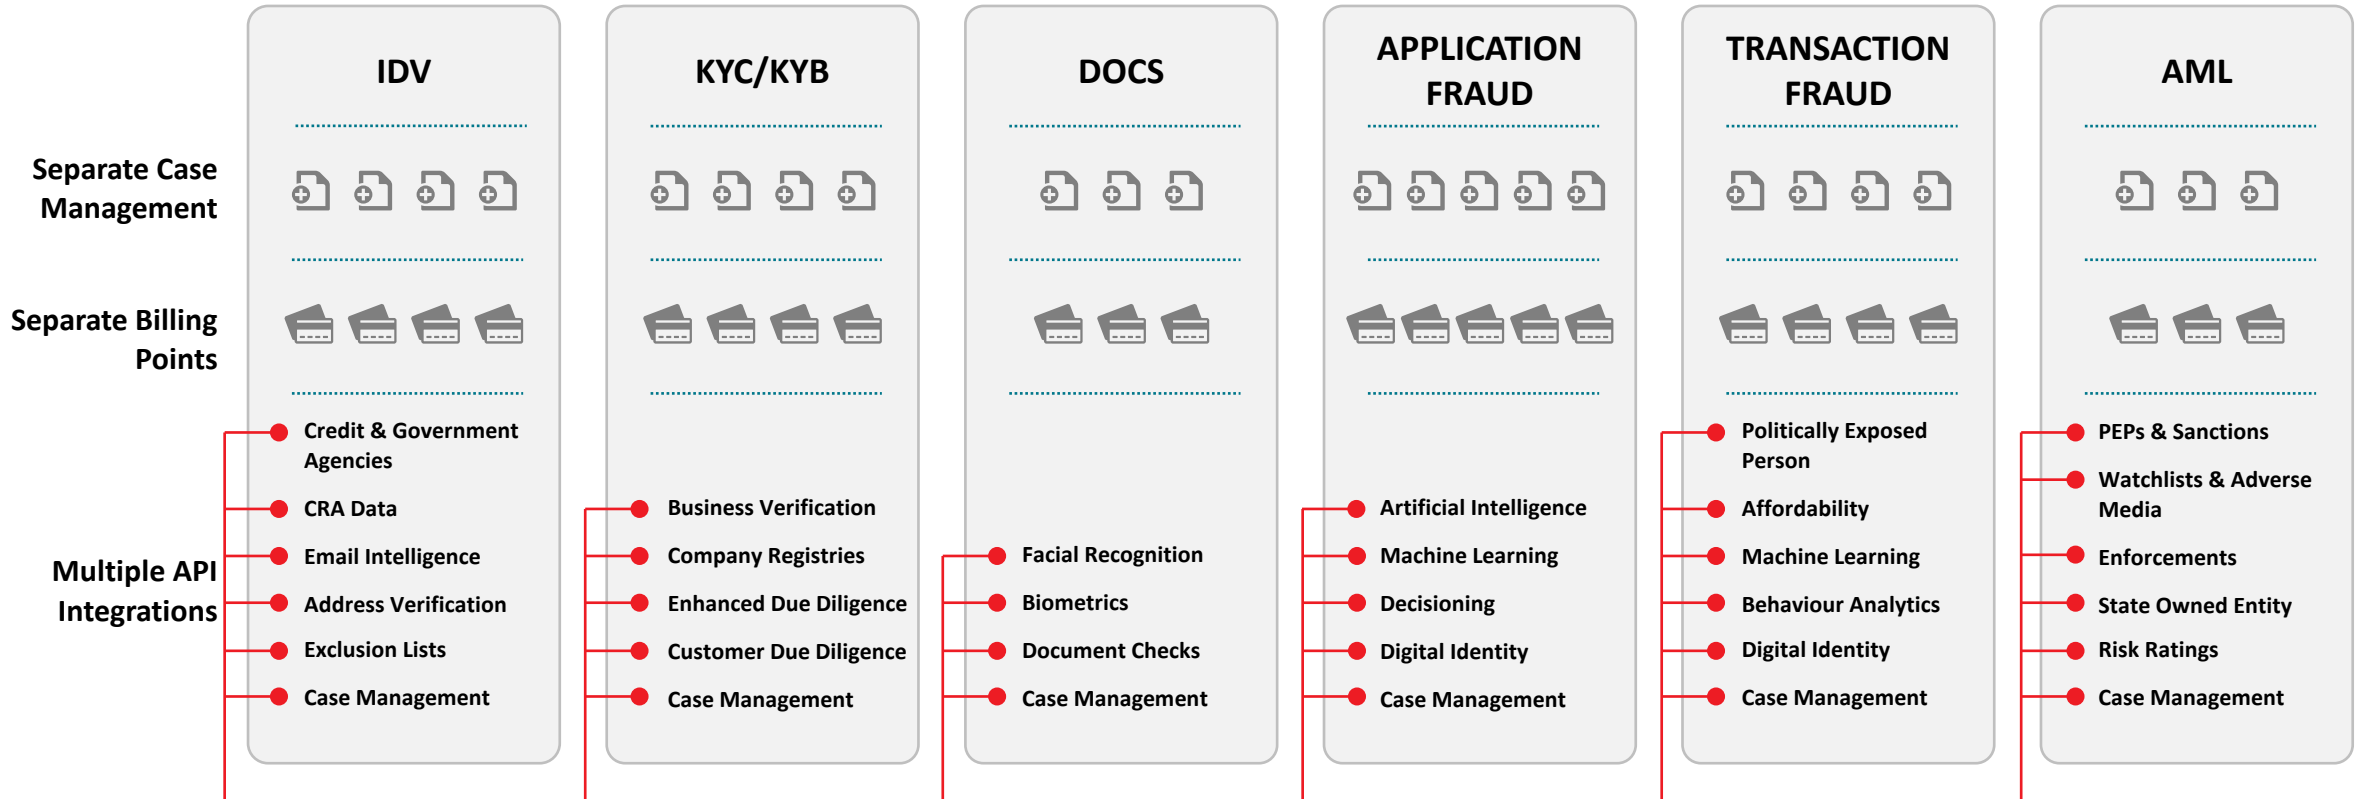 IDV
KYC/KYB
DOCS
APPLICATION
FRAUD
TRANSACTION
FRAUD
AML
Separate Case
Management
Separate Billing
Points
Multiple API
Integrations
Credit & Government
Agencies
CRA Data
Email Intelligence
Address Verification
Exclusion Lists
Case Management
Business Verification
Company Registries
Enhanced Due Diligence
Customer Due Diligence
Case Management
Facial Recognition
Biometrics
Document Checks
Case Management
Artificial Intelligence
Machine Learning
Decisioning
Digital Identity
Case Management
Politically Exposed
Person
Affordability
Machine Learning
Behaviour Analytics
Digital Identity
Case Management
PEPs & Sanctions
Watchlists & Adverse
Media
Enforcements
State Owned Entity
Risk Ratings
Case Management